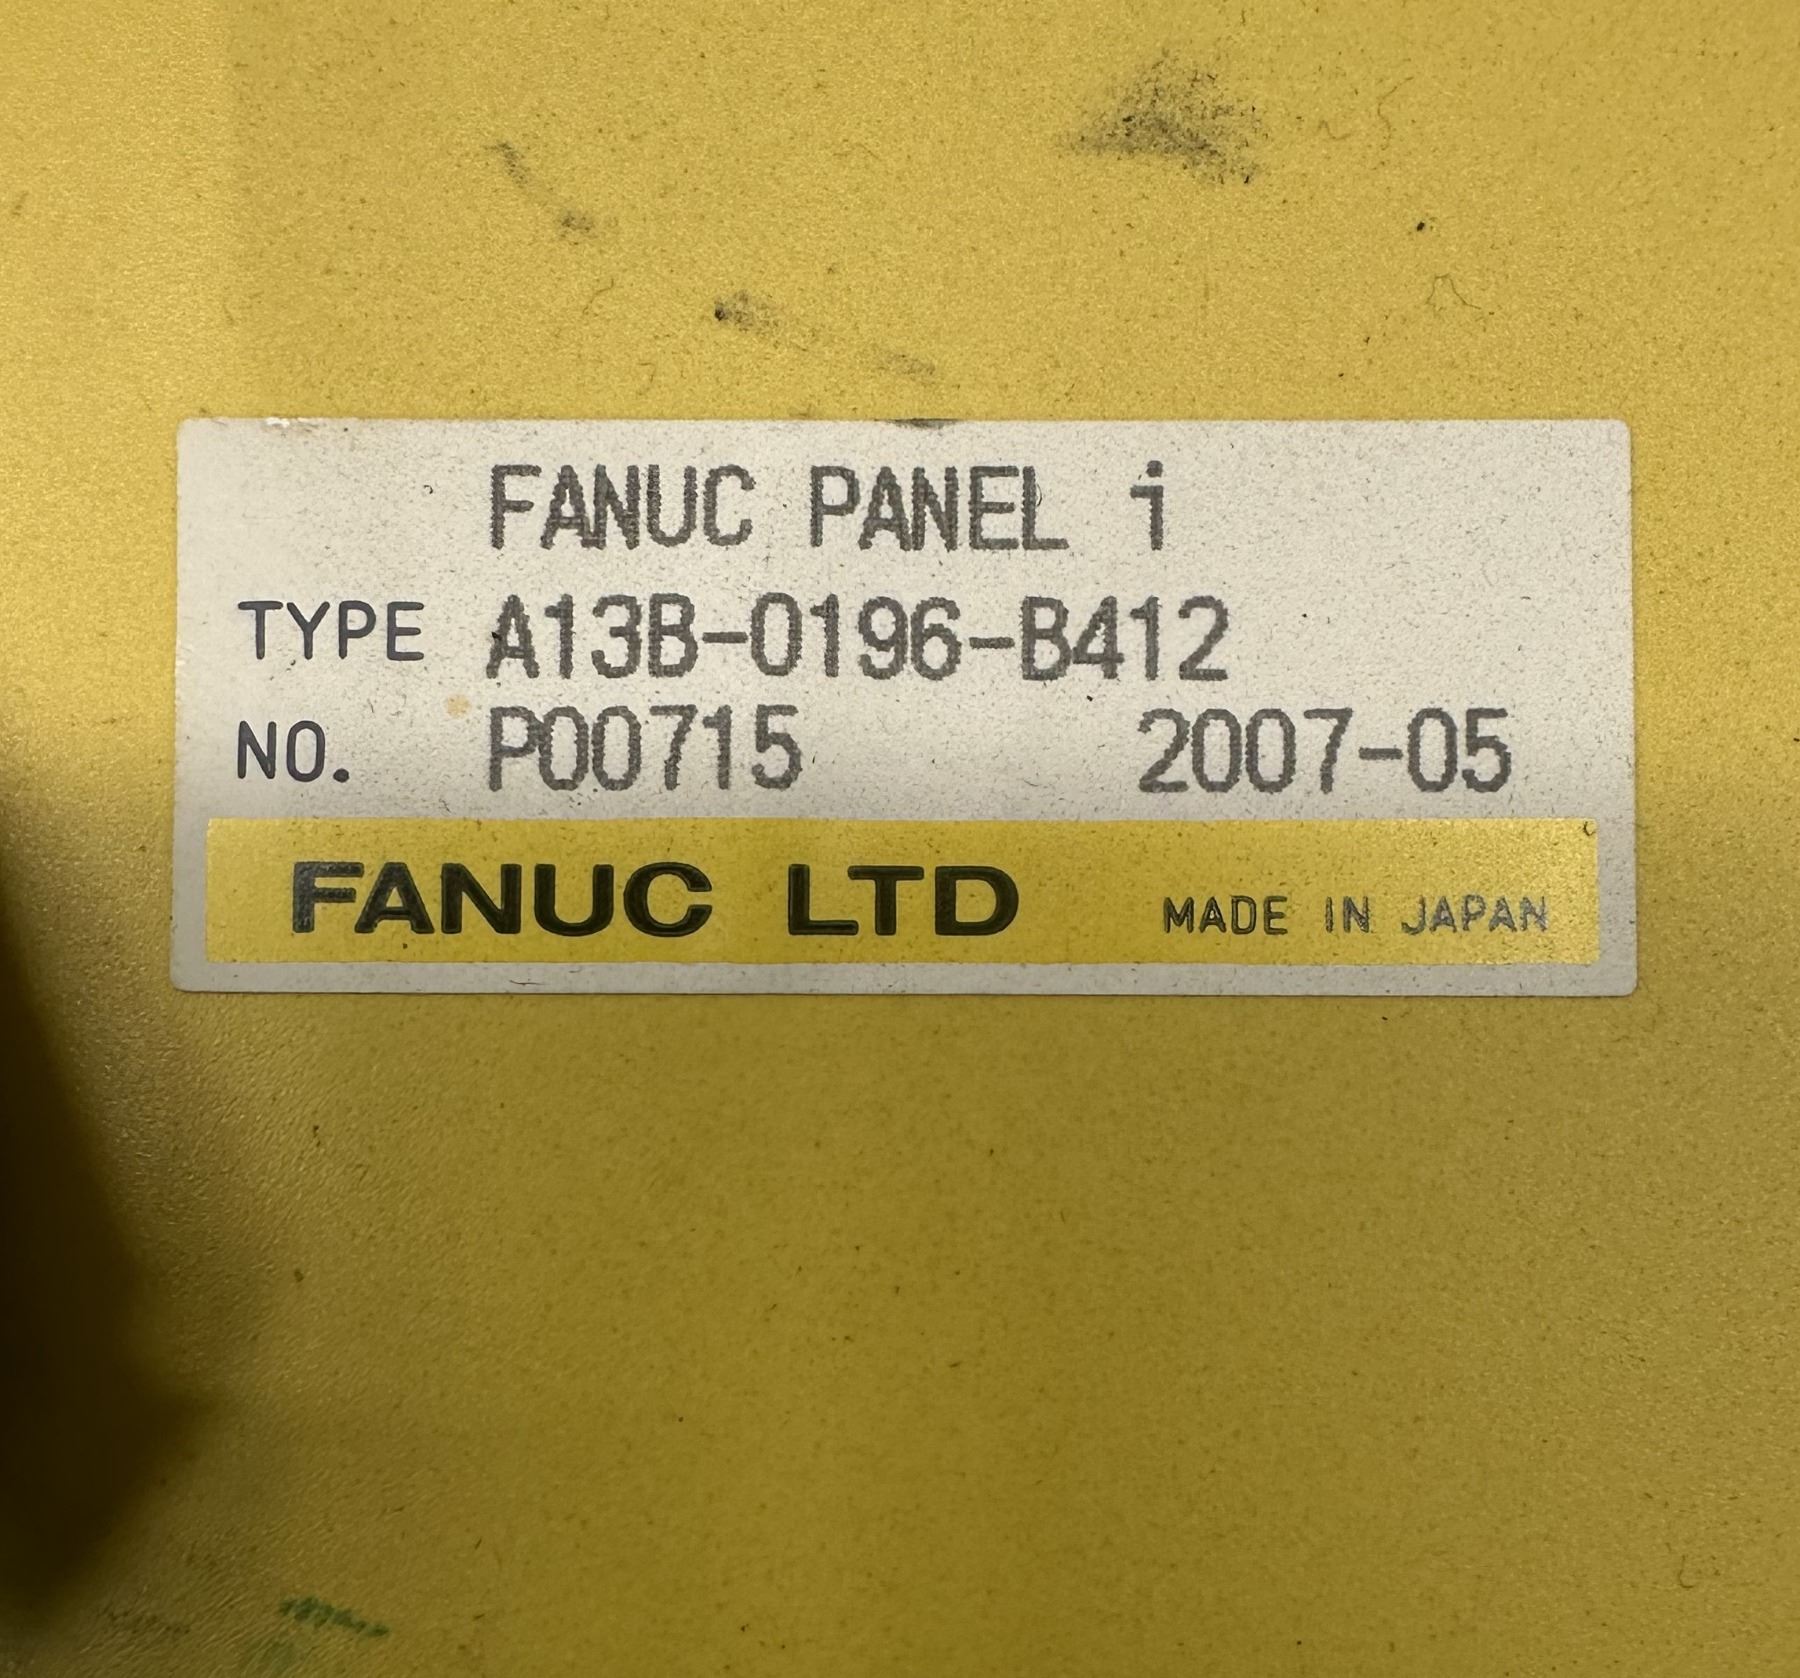 FANUC PANEL i
TYPE A13B-0196-B412
NO. P00715 2007-05
FANUC LTD MADE IN JAPAN